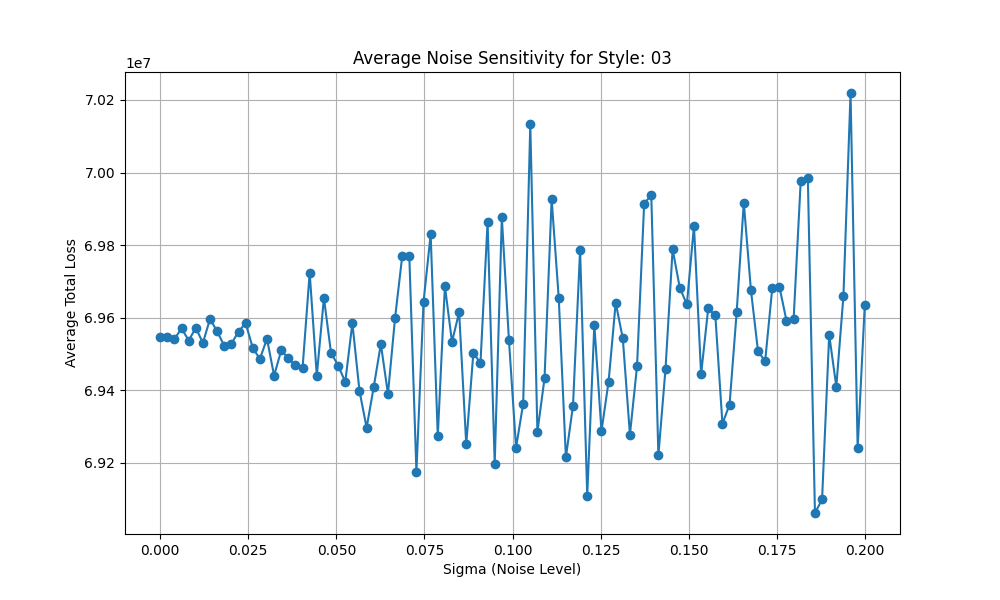 Average Noise Sensitivity for Style: 03
1e7
7.02
7.00
6.98
6.96
6.94
6.92
Average Total Loss
0.000 0.025 0.050 0.075 0.100 0.125 0.150 0.175 0.200
Sigma (Noise Level)